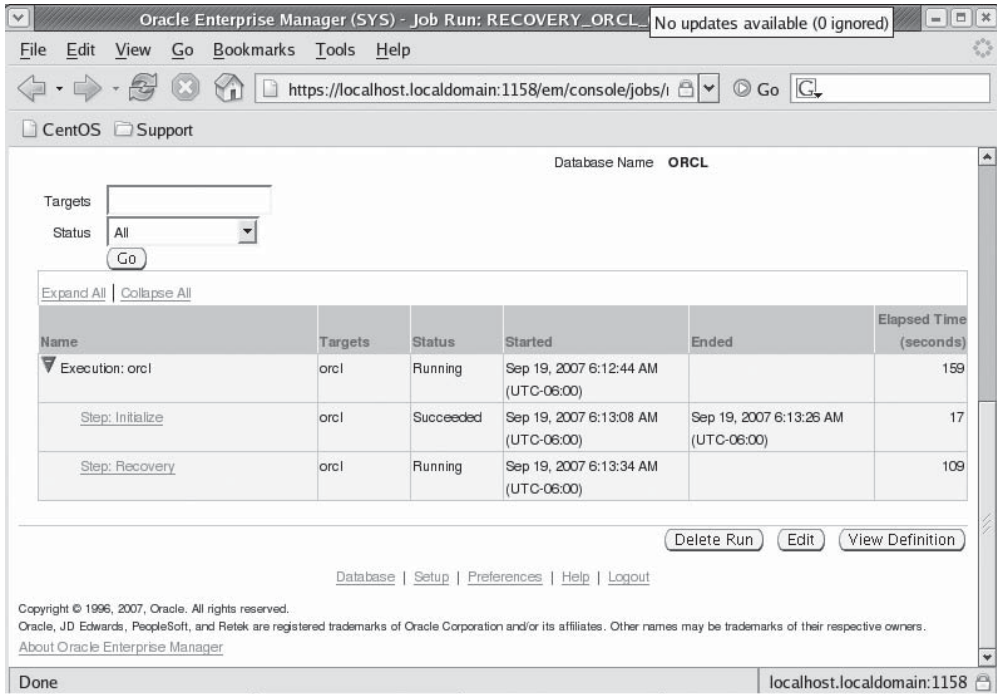 Oracle Enterprise Manager (SYS) - Job Run: RECOVERY_ORCL_
No updates available (0 ignored)
File Edit View Go Bookmarks Tools Help
https://localhost.localdomain:1158/em/console/jobs/ Go G
CentOS Support
Database Name ORCL
Targets
Status All
Go
Expand All | Collapse All
Name Targets Status Started Ended Elapsed Time (seconds)
Execution: orcl orcl Running Sep 19, 2007 6:12:44 AM (UTC-06:00) 159
Step: Initialize orcl Succeeded Sep 19, 2007 6:13:08 AM (UTC-06:00) Sep 19, 2007 6:13:26 AM (UTC-06:00) 17
Step: Recovery orcl Running Sep 19, 2007 6:13:34 AM (UTC-06:00) 109
Delete Run Edit View Definition
Database | Setup | Preferences | Help | Logout
Copyright © 1996, 2007, Oracle. All rights reserved.
Oracle, JD Edwards, PeopleSoft, and Retek are registered trademarks of Oracle Corporation and/or its affiliates. Other names may be trademarks of their respective owners.
About Oracle Enterprise Manager
Done localhost.localdomain:1158